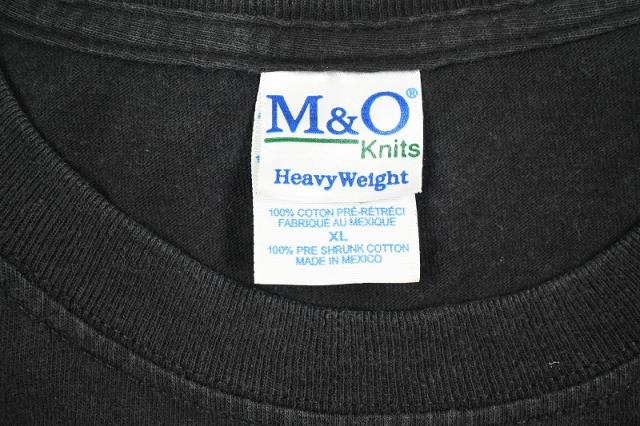 M&O®
Knits
HeavyWeight
100% COTON PRÉ-RÉTRÉCI
FABRIQUÉ AU MEXIQUE
XL
100% PRE SHRUNK COTTON
MADE IN MEXICO